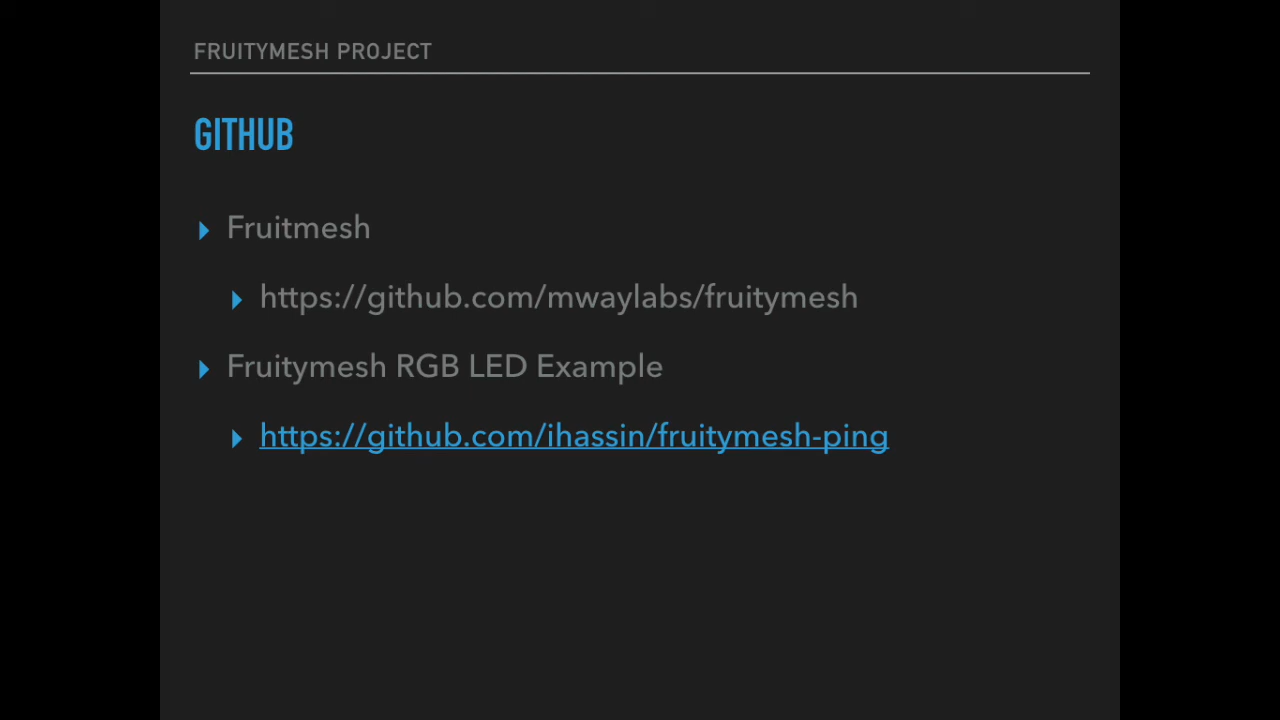 FRUITYMESH PROJECT
GITHUB
Fruitmesh
https://github.com/mwaylabs/fruitymesh
Fruitymesh RGB LED Example
https://github.com/ihassin/fruitymesh-ping